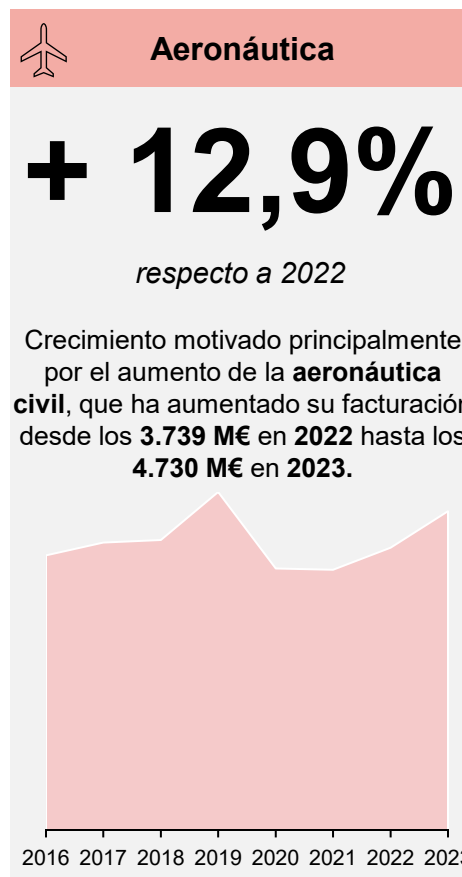 Aeronáutica
+ 12,9%
respecto a 2022
Crecimiento motivado principalmente
por el aumento de la aeronáutica
civil, que ha aumentado su facturación
desde los 3.739 M€ en 2022 hasta los
4.730 M€ en 2023.
2016 2017 2018 2019 2020 2021 2022 2023